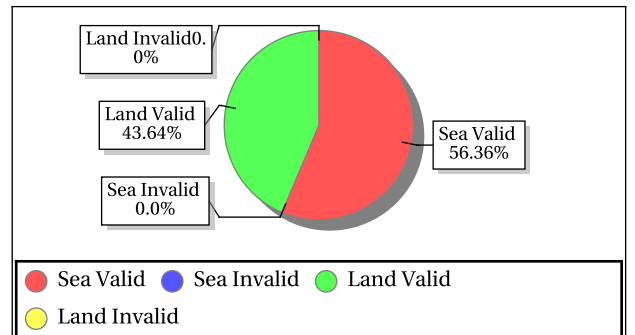 Land Invalid0.
0%
Land Valid
43.64%
Sea Valid
56.36%
Sea Invalid
0.0%
Sea Valid Sea Invalid Land Valid
Land Invalid